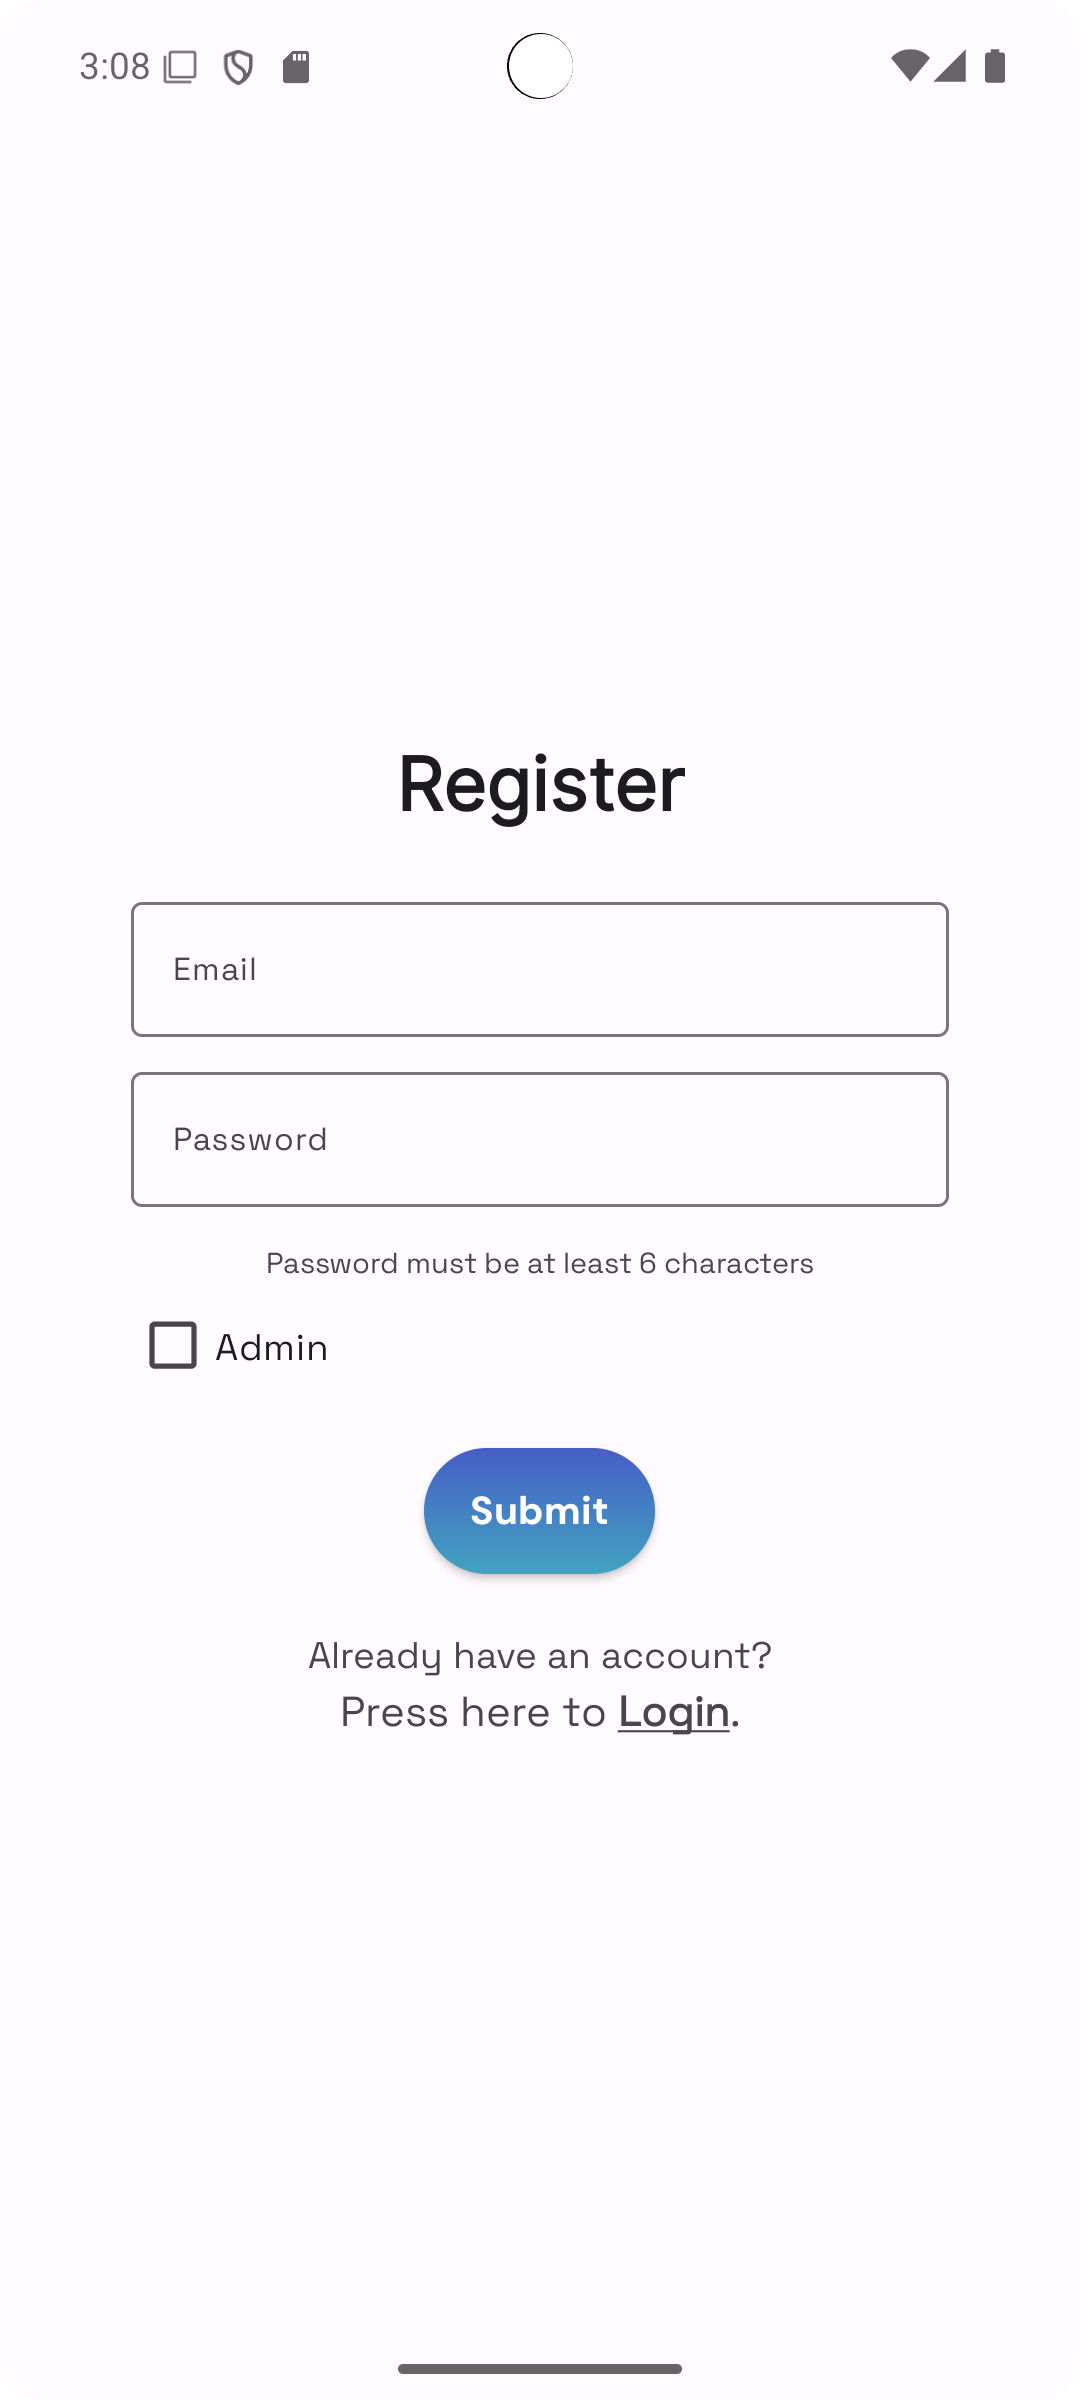 3:08
Register
Email
Password
Password must be at least 6 characters
Admin
Submit
Already have an account?
Press here to Login.